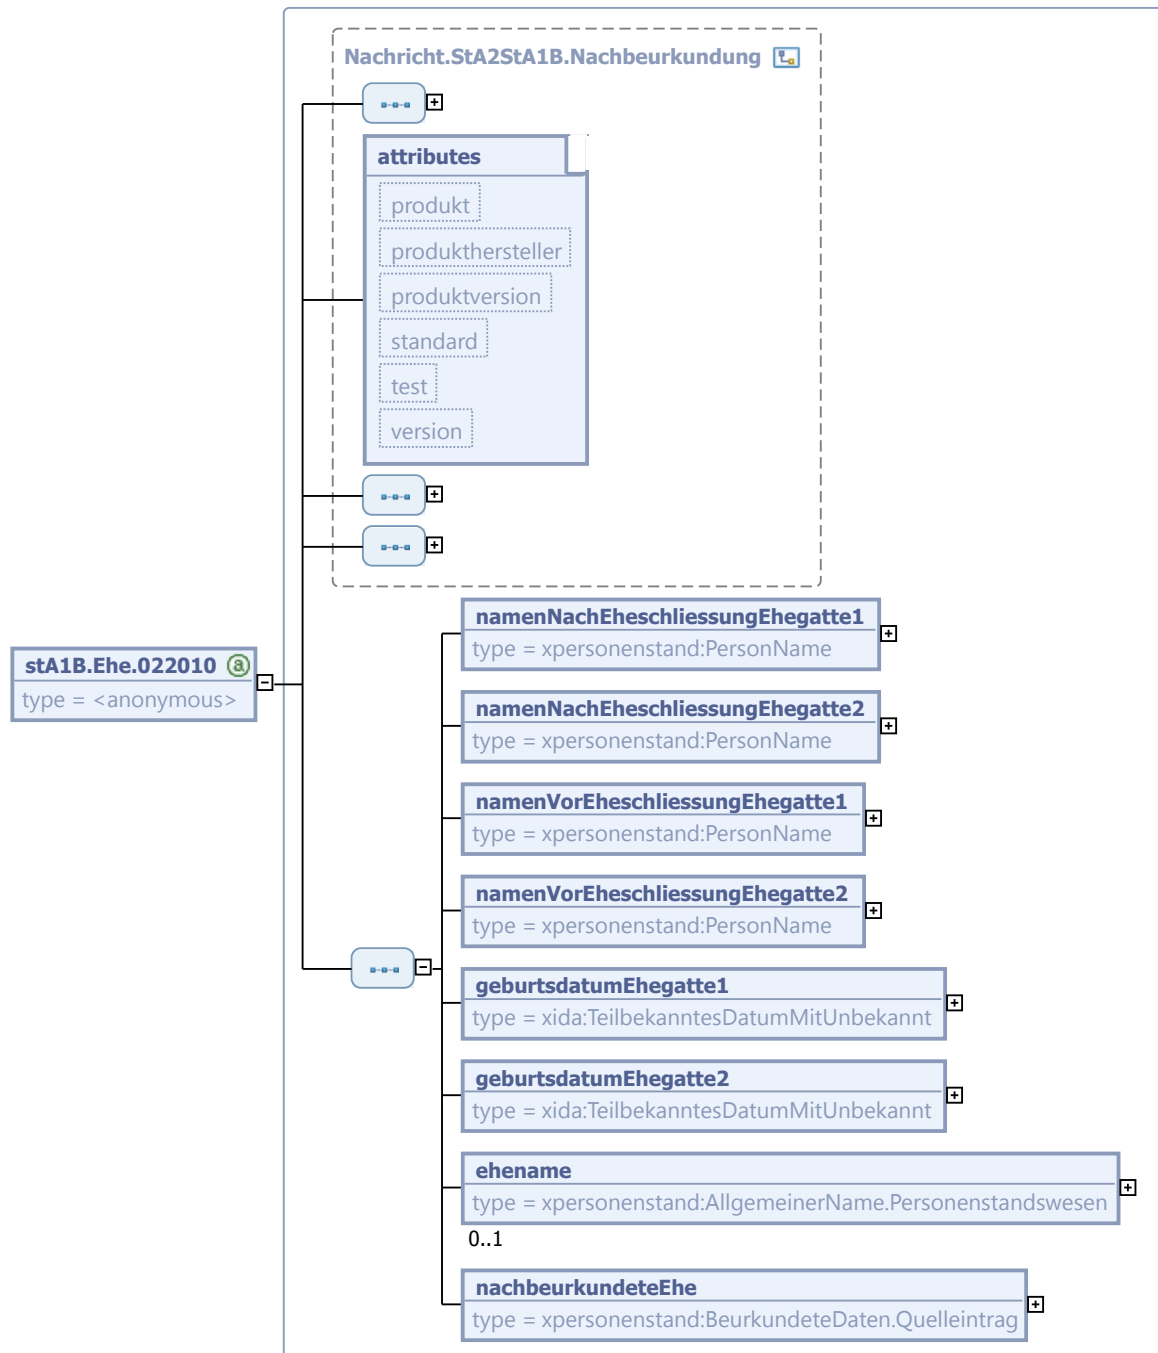 Nachricht.StA2StA1B.Nachbeurkundung
attributes
produkt
produkthersteller
produktversion
standard
test
version
stA1B.Ehe.022010 @
type = <anonymous>
namenNachEheschliessungEhegatte1
type = xpersonenstand:PersonName
namenNachEheschliessungEhegatte2
type = xpersonenstand:PersonName
namenVorEheschliessungEhegatte1
type = xpersonenstand:PersonName
namenVorEheschliessungEhegatte2
type = xpersonenstand:PersonName
geburtsdatumEhegatte1
type = xida:TeilbekanntesDatumMitUnbekannt
geburtsdatumEhegatte2
type = xida:TeilbekanntesDatumMitUnbekannt
ehename
type = xpersonenstand:AllgemeinerName.Personenstandswesen
0..1
nachbeurkundeteEhe
type = xpersonenstand:BeurkundeteDaten.Quelleintrag